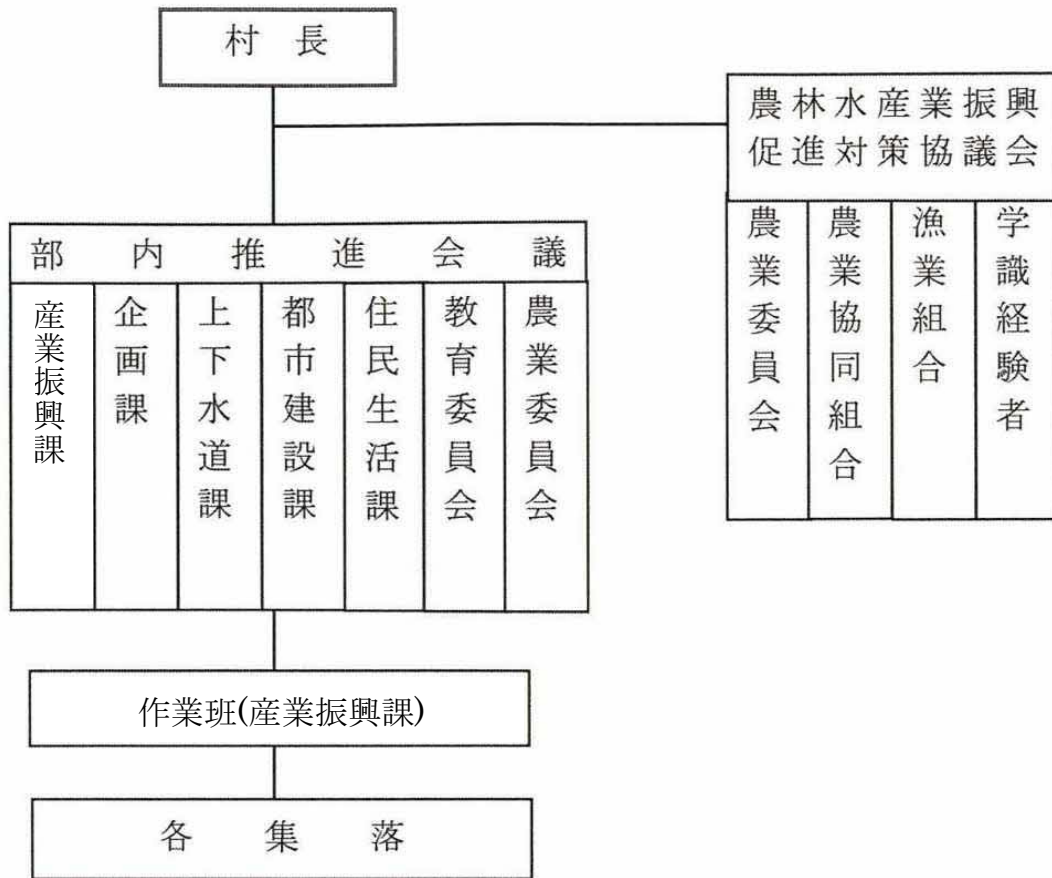 村長
農林水産業振興
促進対策協議会
農業委員会
農業協同組合
漁業組合
学識経験者
部内推進会議
産業振興課
企画課
上下水道課
都市建設課
住民生活課
教育委員会
農業委員会
作業班(産業振興課)
各集落